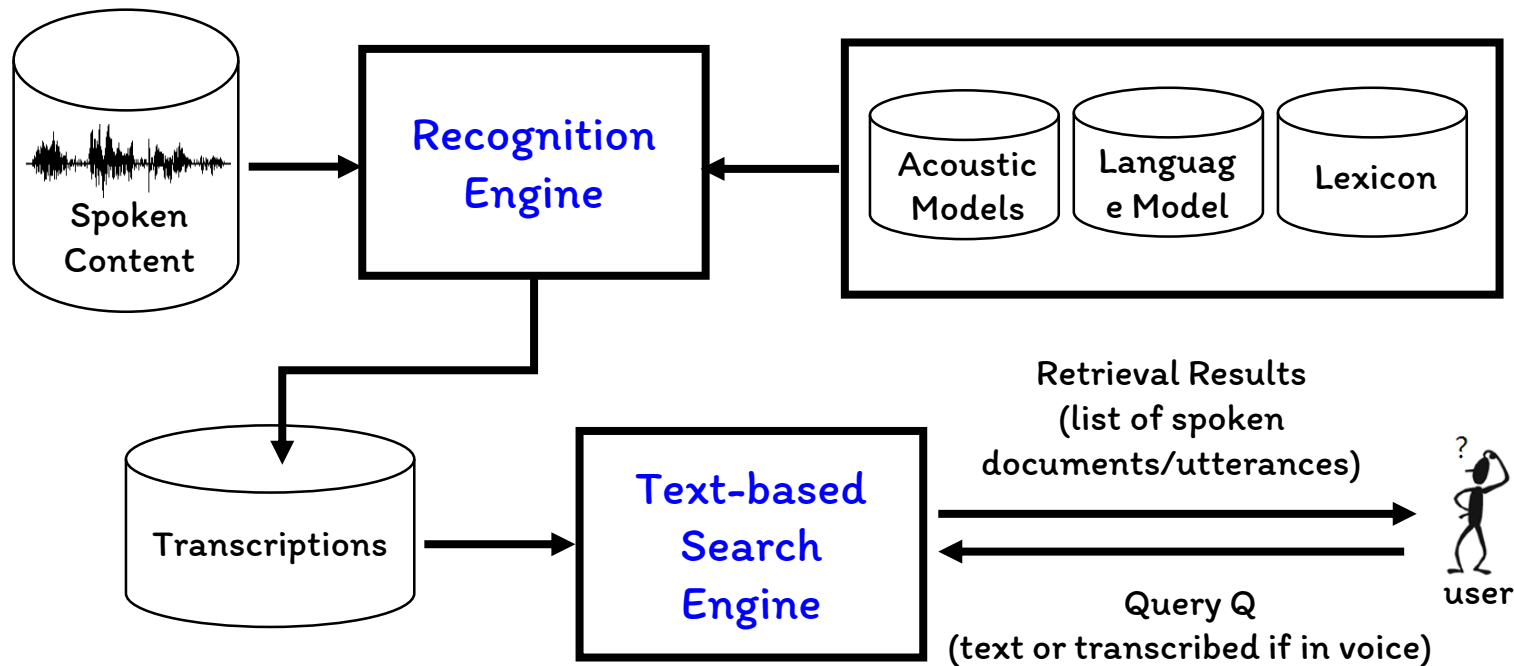 Recognition
Engine
Spoken
Content
Acoustic
Models
Languag
e Model
Lexicon
Retrieval Results
(list of spoken
documents/utterances)
?
Transcriptions
Text-based
Search
Engine
user
Query Q
(text or transcribed if in voice)